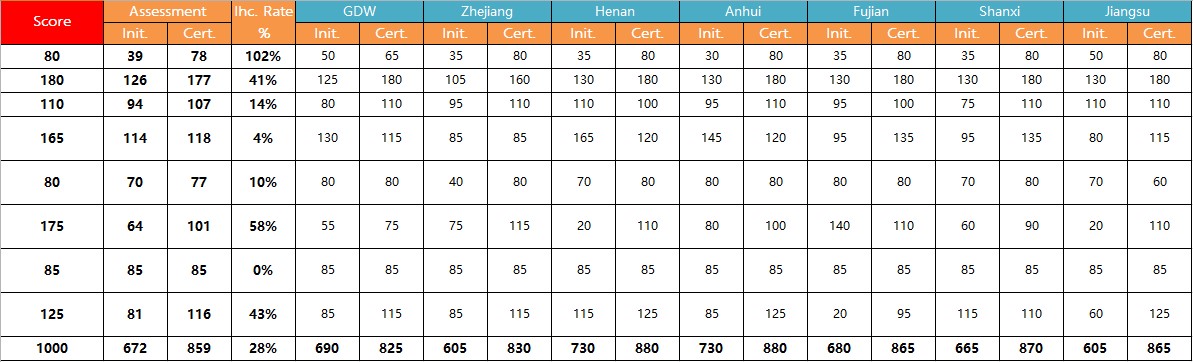 Score Assessment Ihc. Rate GDW Zhejiang Henan Anhui Fujian Shanxi Jiangsu
Init. Cert. % Init. Cert. Init. Cert. Init. Cert. Init. Cert. Init. Cert. Init. Cert. Init. Cert.
80 39 78 102% 50 65 35 80 35 80 30 80 35 80 35 80 50 80
180 126 177 41% 125 180 105 160 130 180 130 180 130 180 130 180 130 180
110 94 107 14% 80 110 95 110 110 100 95 110 95 100 75 110 110 110
165 114 118 4% 130 115 85 85 165 120 145 120 95 135 95 135 80 115
80 70 77 10% 80 80 40 80 70 80 80 80 80 80 70 80 70 60
175 64 101 58% 55 75 75 115 20 110 80 100 140 110 60 90 20 110
85 85 85 0% 85 85 85 85 85 85 85 85 85 85 85 85 85 85
125 81 116 43% 85 115 85 115 115 125 85 125 20 95 115 110 60 125
1000 672 859 28% 690 825 605 830 730 880 730 880 680 865 665 870 605 865